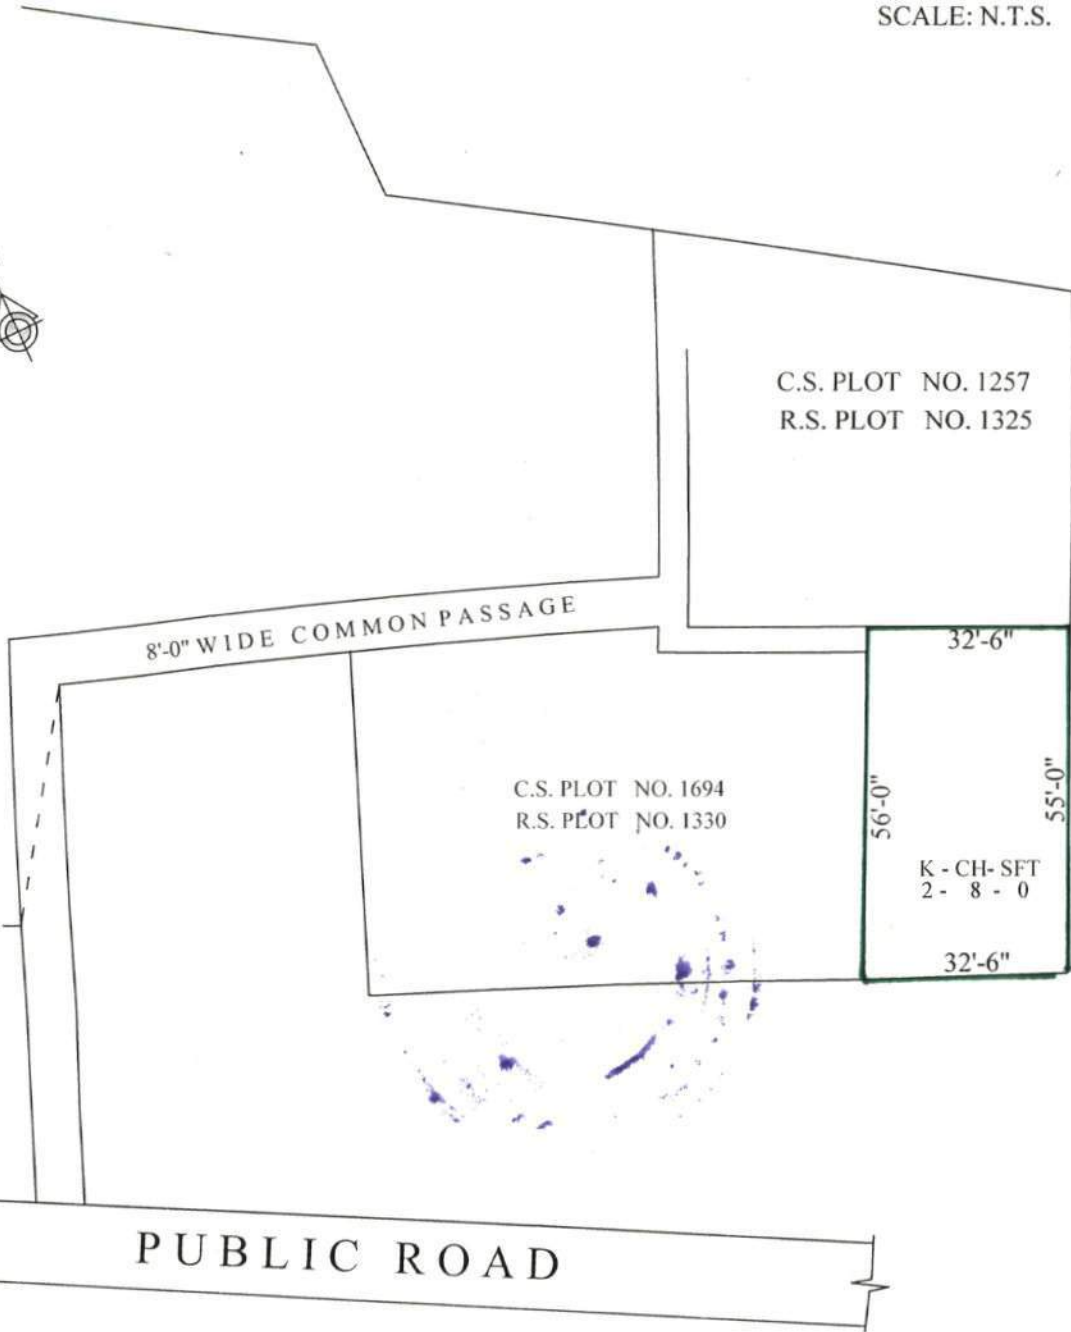 SCALE: N.T.S.
C.S. PLOT NO. 1257
R.S. PLOT NO. 1325
8'-0" WIDE COMMON PASSAGE
32'-6"
C.S. PLOT NO. 1694
R.S. PLOT NO. 1330
56'-0"
55'-0"
K - CH- SFT
2 - 8 - 0
32'-6"
PUBLIC ROAD